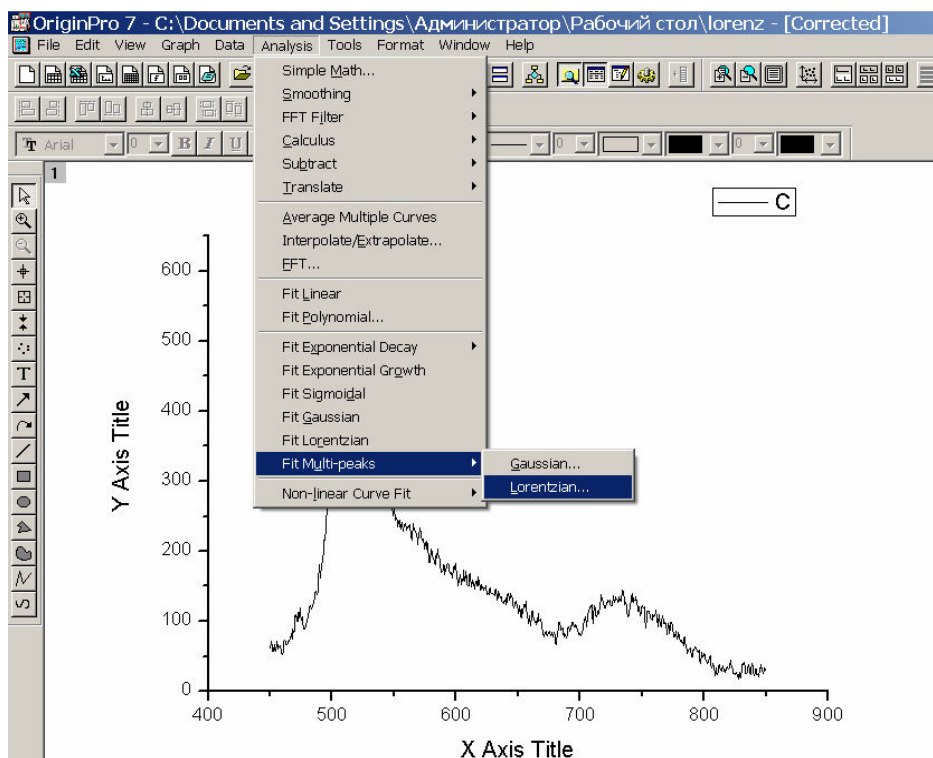 OriginPro 7 - C:\Documents and Settings\Администратор\Рабочий стол\lorenz - [Corrected]
File Edit View Graph Data Analysis Tools Format Window Help
Simple Math...
Smoothing
FFT Filter
Calculus
Subtract
Translate
Average Multiple Curves
Interpolate/Extrapolate...
FFT...
Fit Linear
Fit Polynomial...
Fit Exponential Decay
Fit Exponential Growth
Fit Sigmoidal
Fit Gaussian
Fit Lorentzian
Fit Multi-peaks
Non-linear Curve Fit
Gaussian...
Lorentzian...
Arial 0 B I U 0 0
1
T
C
600
500
400
300
200
100
0
Y Axis Title
400 500 600 700 800 900
X Axis Title